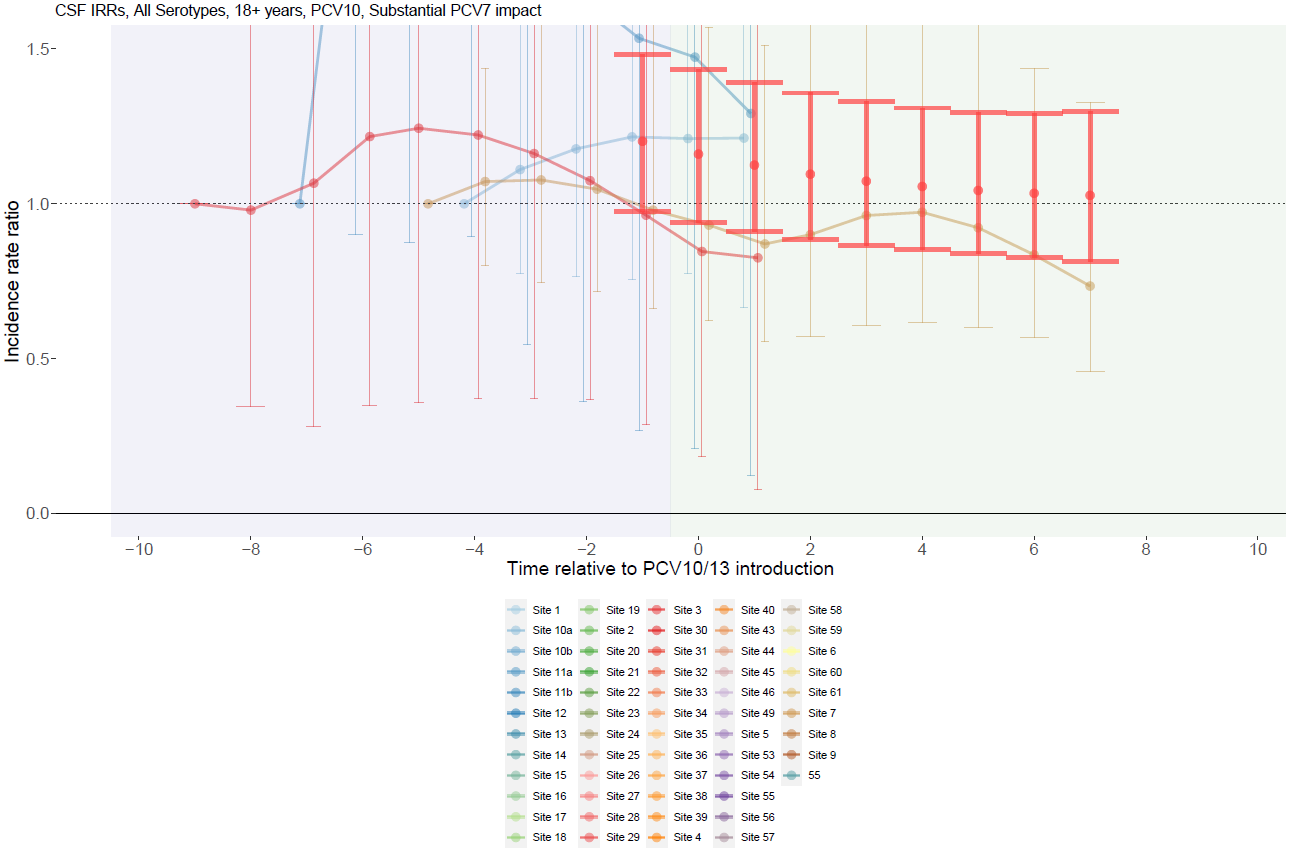 CSF IRRs, All Serotypes, 18+ years, PCV10, Substantial PCV7 impact
Incidence rate ratio
1.5
1.0
0.5
0.0
−10 −8 −6 −4 −2 0 2 4 6 8 10
Time relative to PCV10/13 introduction
Site 1 Site 19 Site 3 Site 40 Site 58
Site 10a Site 2 Site 30 Site 43 Site 59
Site 10b Site 20 Site 31 Site 44 Site 6
Site 11a Site 21 Site 32 Site 45 Site 60
Site 11b Site 22 Site 33 Site 46 Site 61
Site 12 Site 23 Site 34 Site 49 Site 7
Site 13 Site 24 Site 35 Site 5 Site 8
Site 14 Site 25 Site 36 Site 53 Site 9
Site 15 Site 26 Site 37 Site 54 55
Site 16 Site 27 Site 38 Site 55
Site 17 Site 28 Site 39 Site 56
Site 18 Site 29 Site 4 Site 57